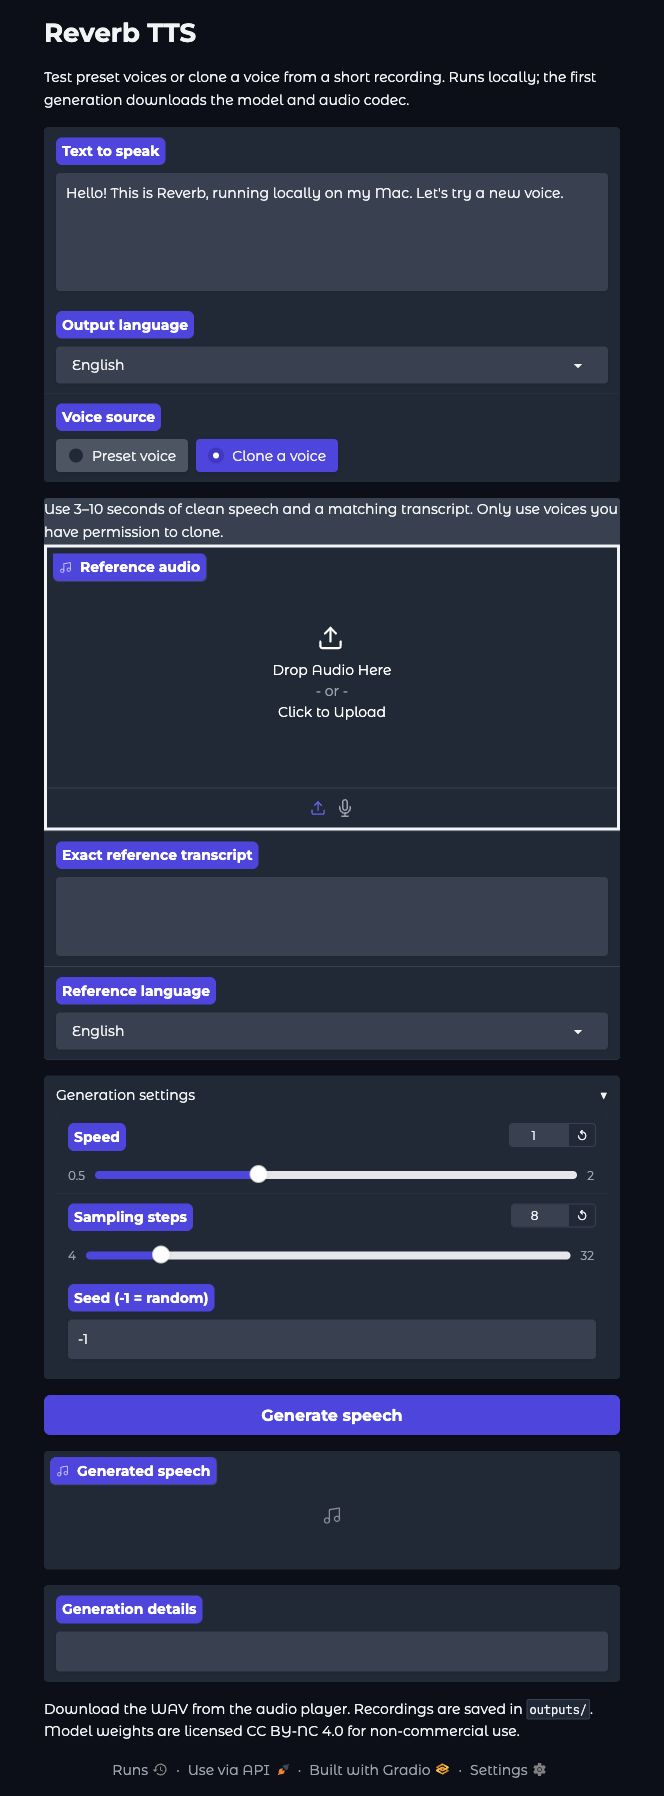 Reverb TTS
Test preset voices or clone a voice from a short recording. Runs locally; the first
generation downloads the model and audio codec.
Text to speak
Hello! This is Reverb, running locally on my Mac. Let's try a new voice.
Output language
English
Voice source
Preset voice
Clone a voice
Use 3–10 seconds of clean speech and a matching transcript. Only use voices you
have permission to clone.
Reference audio
Drop Audio Here
- or -
Click to Upload
Exact reference transcript
Reference language
English
Generation settings ▼
Speed
1
0.5 2
Sampling steps
8
4 32
Seed (-1 = random)
-1
Generate speech
Generated speech
Generation details
Download the WAV from the audio player. Recordings are saved in outputs/.
Model weights are licensed CC BY-NC 4.0 for non-commercial use.
Runs · Use via API · Built with Gradio · Settings